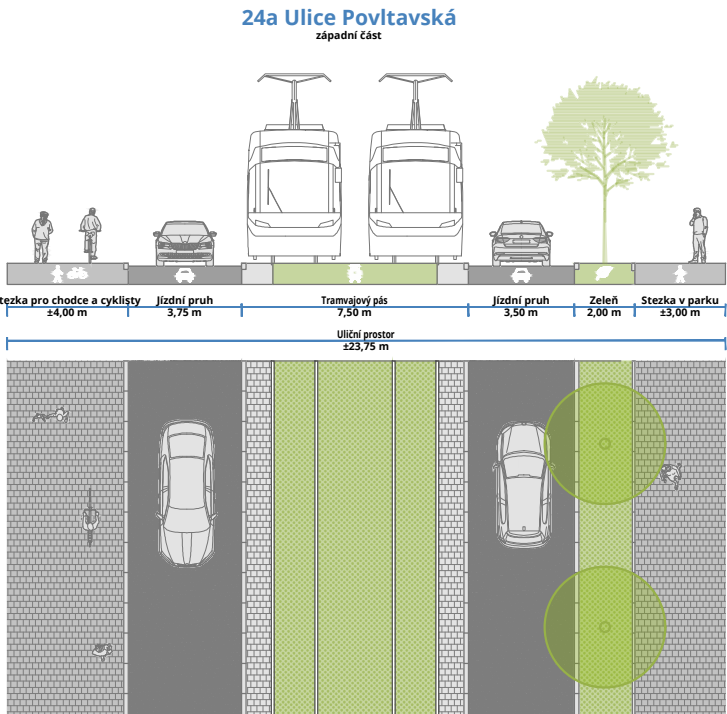 24a Ulice Povltavská
západní část
tezka pro chodce a cyklisty Jízdní pruh Tramvajový pás Jízdní pruh Zeleň Stezka v parku
±4,00 m 3,75 m 7,50 m 3,50 m 2,00 m ±3,00 m
Uliční prostor
±23,75 m